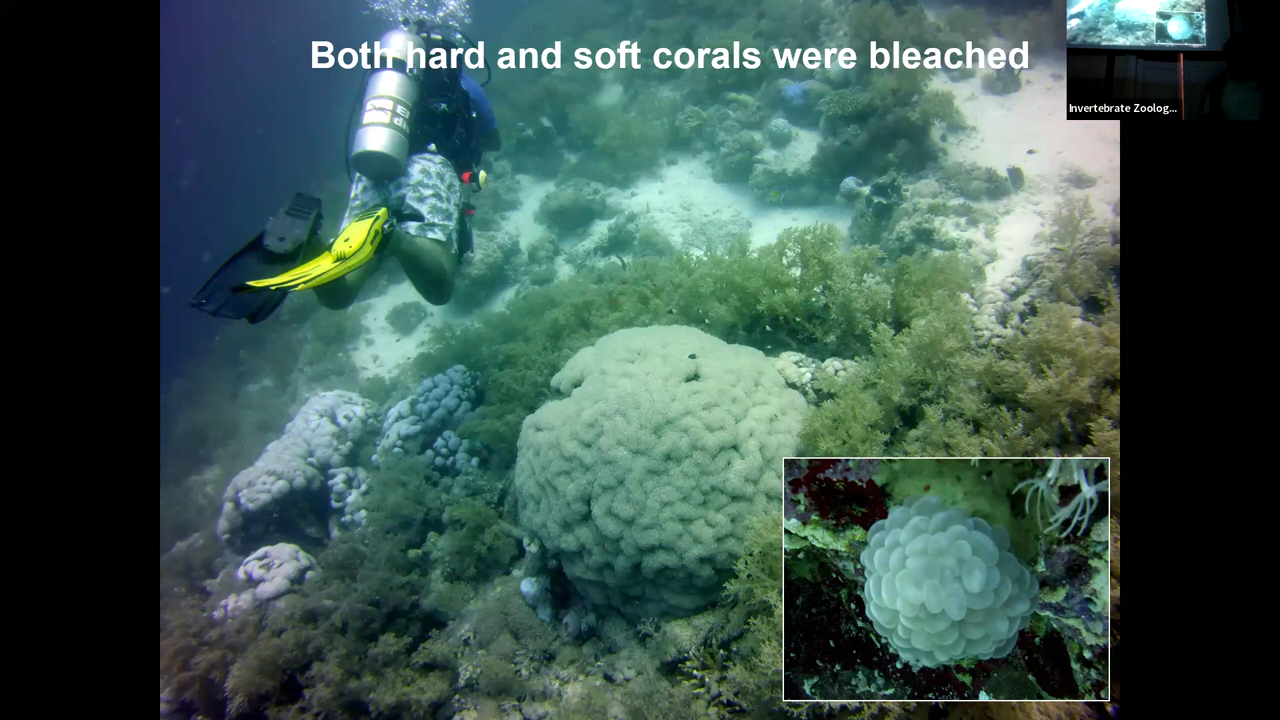 Both hard and soft corals were bleached
Invertebrate Zoolog...